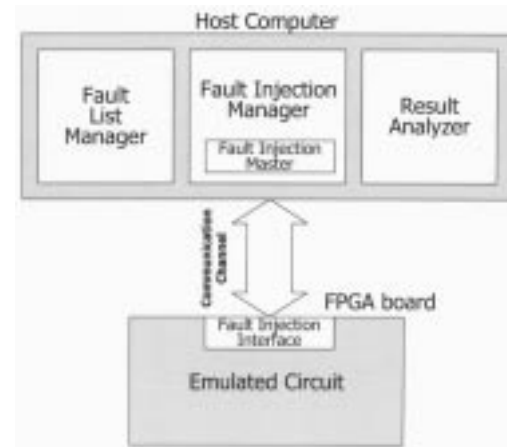 Host Computer
Fault
List
Manager
Fault Injection
Manager
Fault Injection
Master
Result
Analyzer
Communication
Channel
FPGA board
Fault Injection
Interface
Emulated Circuit